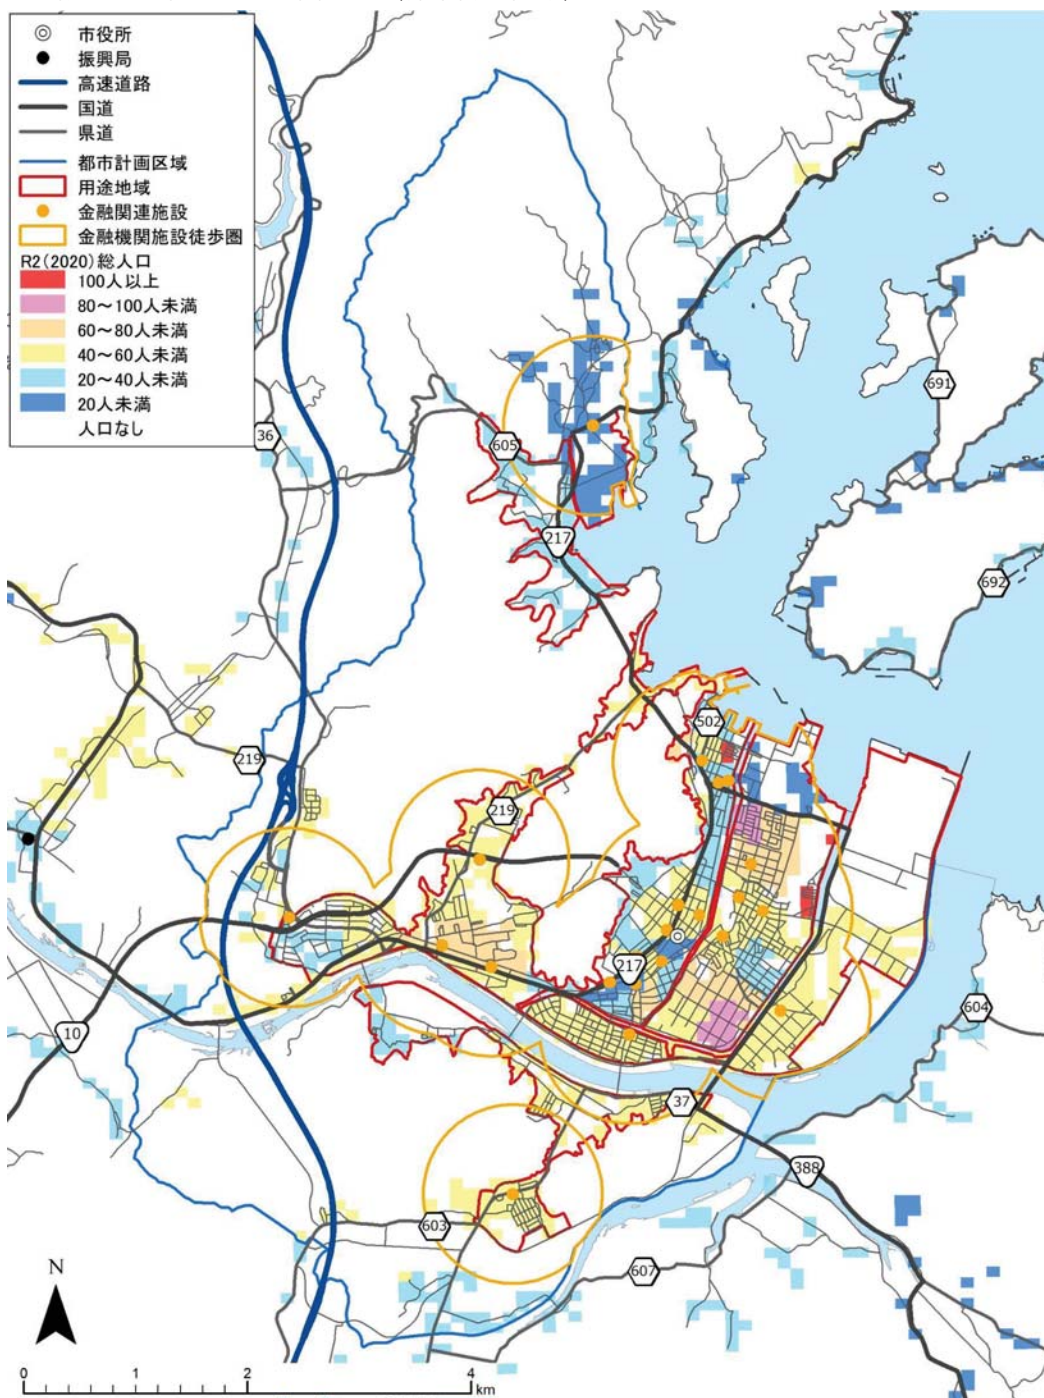 市役所
振興局
高速道路
国道
県道
都市計画区域
用途地域
金融関連施設
金融機関施設徒歩圏
R2(2020)総人口
100人以上
80~100人未満
60~80人未満
40~60人未満
20~40人未満
20人未満
人口なし
691
36
605
217
692
502
219
219
217
604
10
37
388
603
607
N
0 1 2 4
km